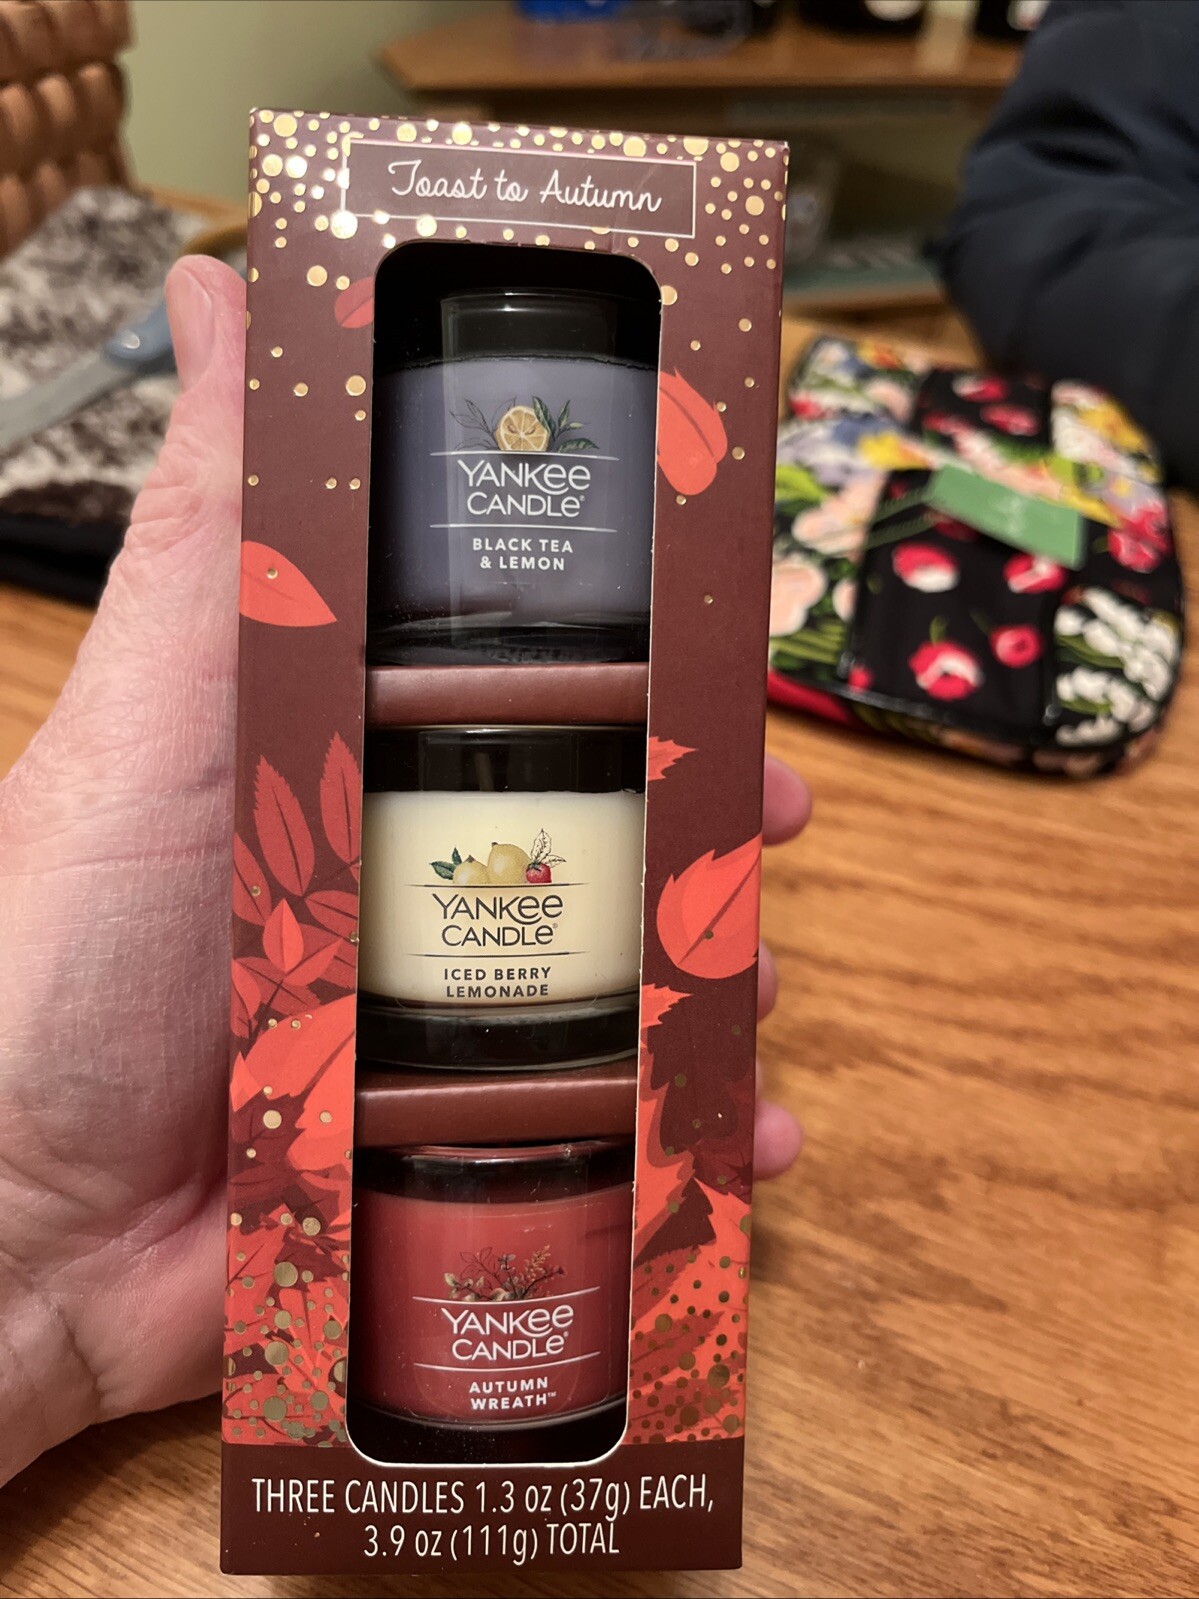 Toast to Autumn
YANKEE
CANDLE®
BLACK TEA
& LEMON
YANKEE
CANDLE®
ICED BERRY
LEMONADE
YANKEE
CANDLE®
AUTUMN
WREATH™
THREE CANDLES 1.3 oz (37g) EACH,
3.9 oz (111g) TOTAL